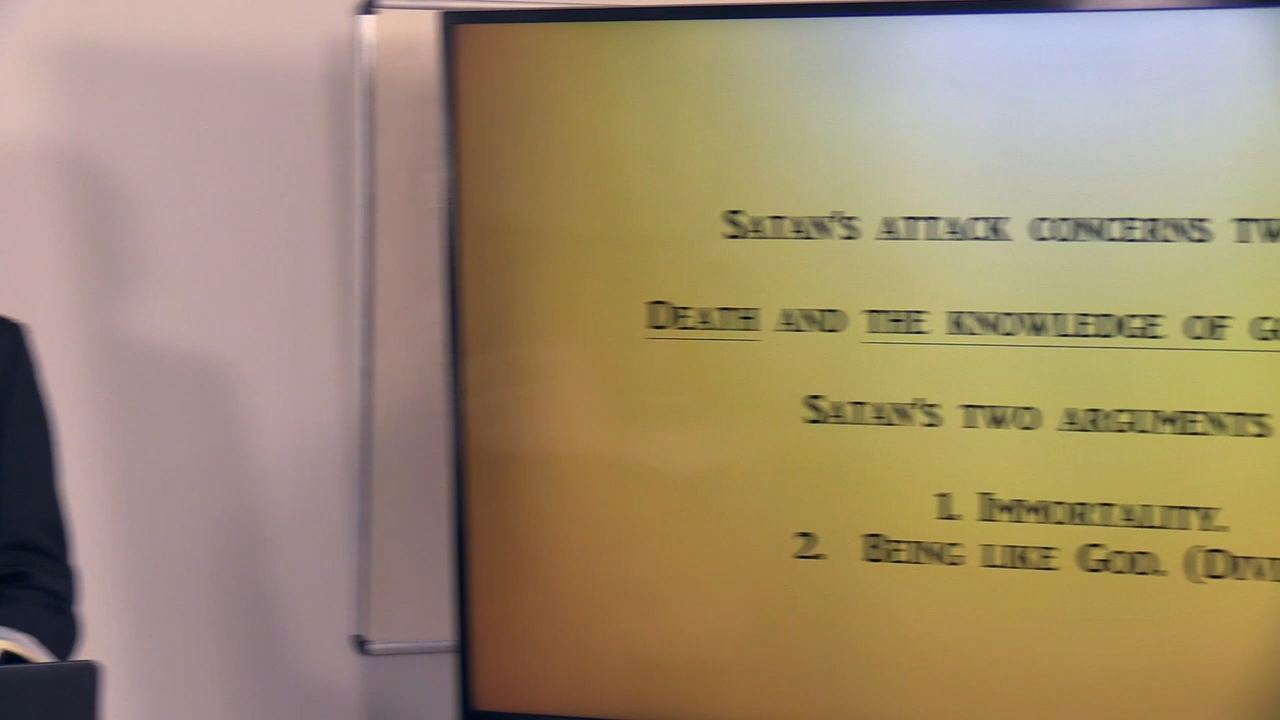 Satan's attack concerns
Death and the knowledge of
Satan's two arguments
1. Immortality.
2. Being like God.